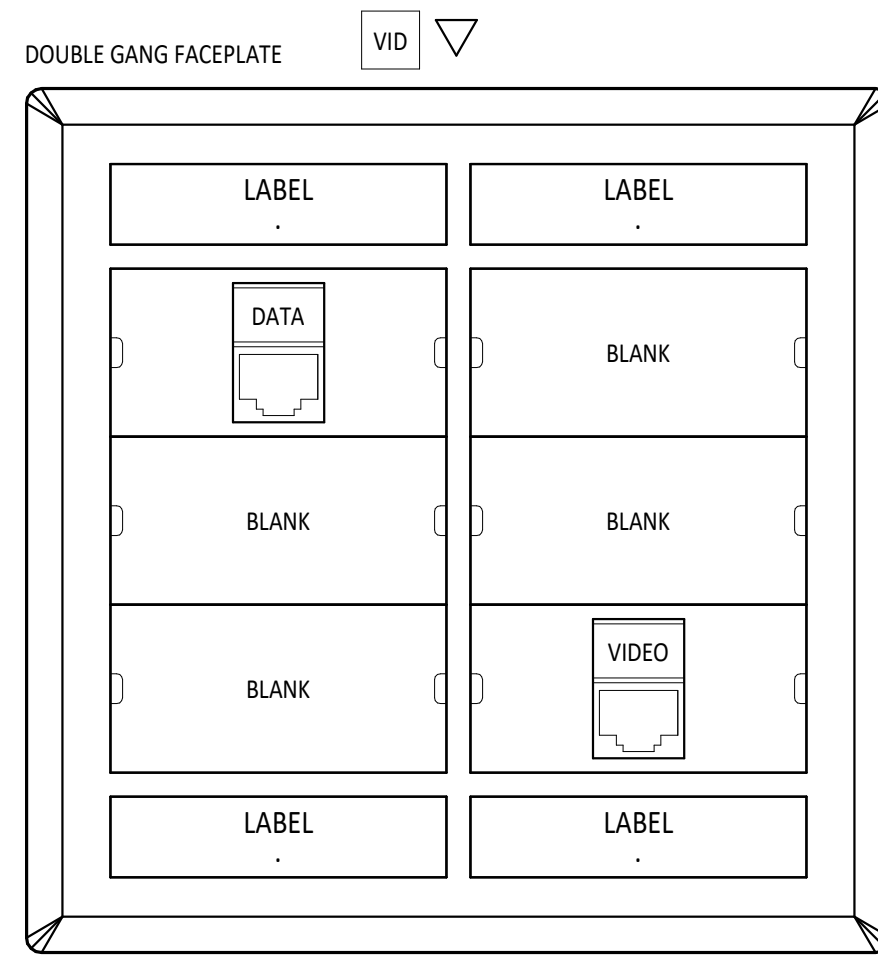 DOUBLE GANG FACEPLATE VID
LABEL
.
LABEL
.
DATA
BLANK
BLANK
BLANK
BLANK
VIDEO
LABEL
.
LABEL
.